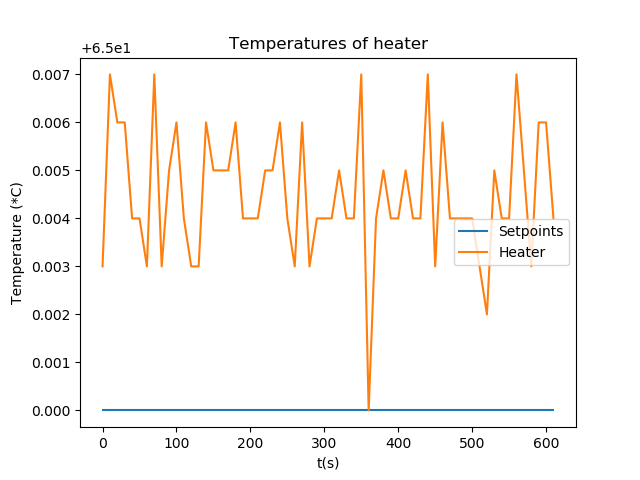 Temperatures of heater
+6.5e1
0.007
0.006
0.005
0.004
0.003
0.002
0.001
0.000
Temperature (*C)
Setpoints
Heater
0 100 200 300 400 500 600
t(s)